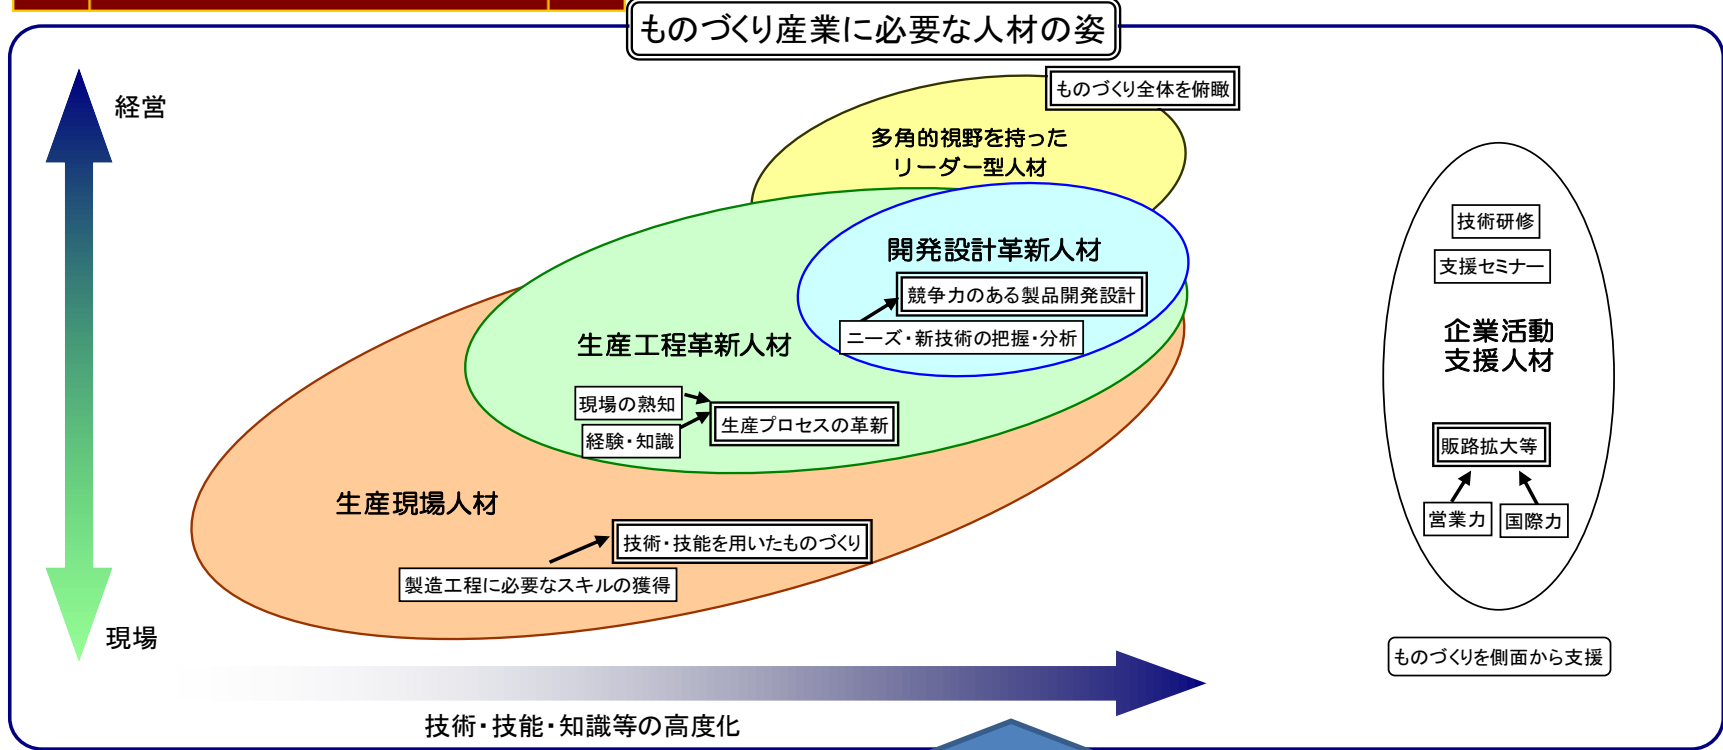 ものづくり産業に必要な人材の姿
経営
ものづくり全体を俯瞰
多角的視野を持った
リーダー型人材
開発設計革新人材
競争力のある製品開発設計
ニーズ・新技術の把握・分析
生産工程革新人材
現場の熟知
経験・知識
生産プロセスの革新
生産現場人材
技術・技能を用いたものづくり
製造工程に必要なスキルの獲得
現場
技術・技能・知識等の高度化
技術研修
支援セミナー
企業活動
支援人材
販路拡大等
営業力
国際力
ものづくりを側面から支援